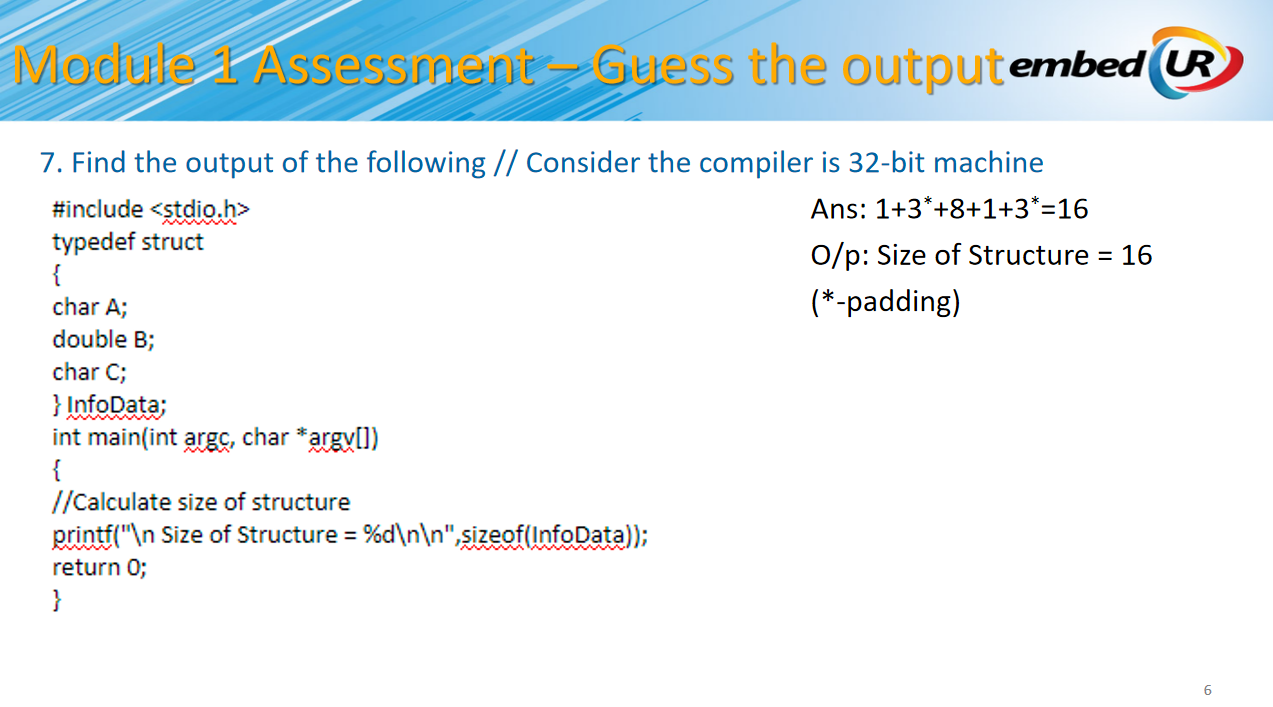 Module 1 Assessment – Guess the output
embedUR
7. Find the output of the following // Consider the compiler is 32-bit machine
#include <stdio.h>
typedef struct
{
char A;
double B;
char C;
} InfoData;
int main(int argc, char *argv[])
{
//Calculate size of structure
printf("\n Size of Structure = %d\n\n",sizeof(InfoData));
return 0;
}
Ans: 1+3*+8+1+3*=16
O/p: Size of Structure = 16
(*-padding)
6